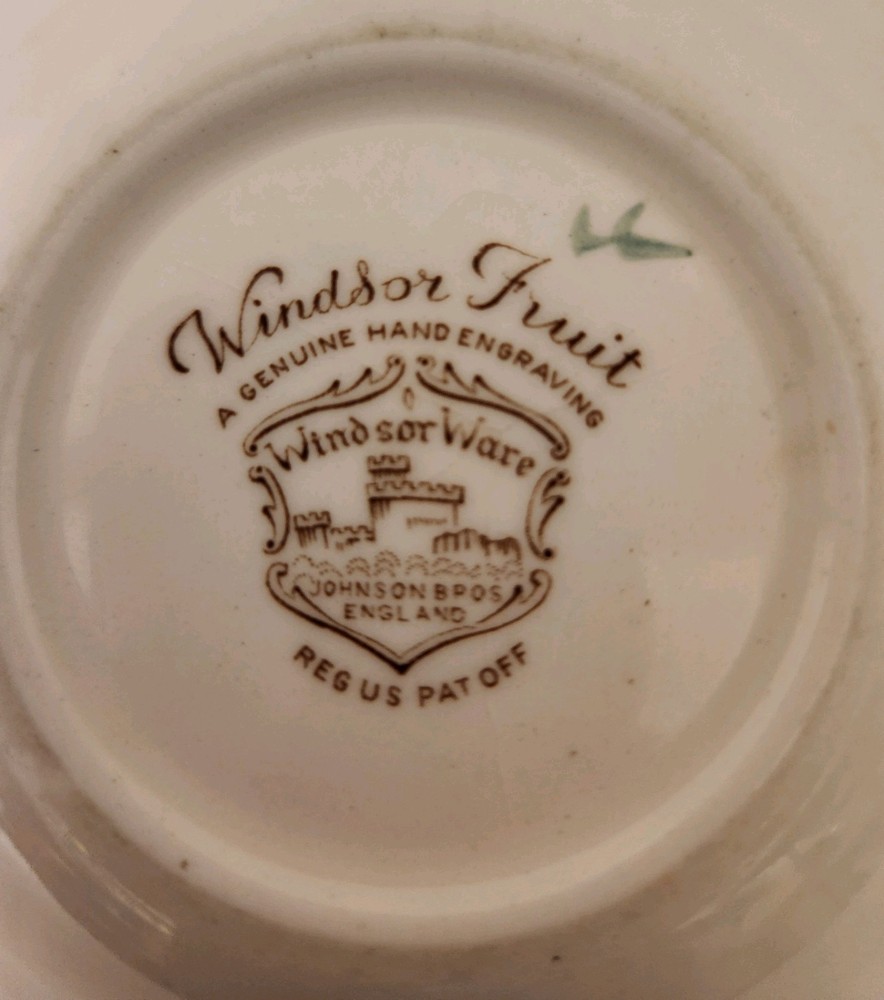 Windsor Fruit
A GENUINE HAND ENGRAVING
Windsor Ware
JOHNSON BROS
ENGLAND
REG US PAT OFF